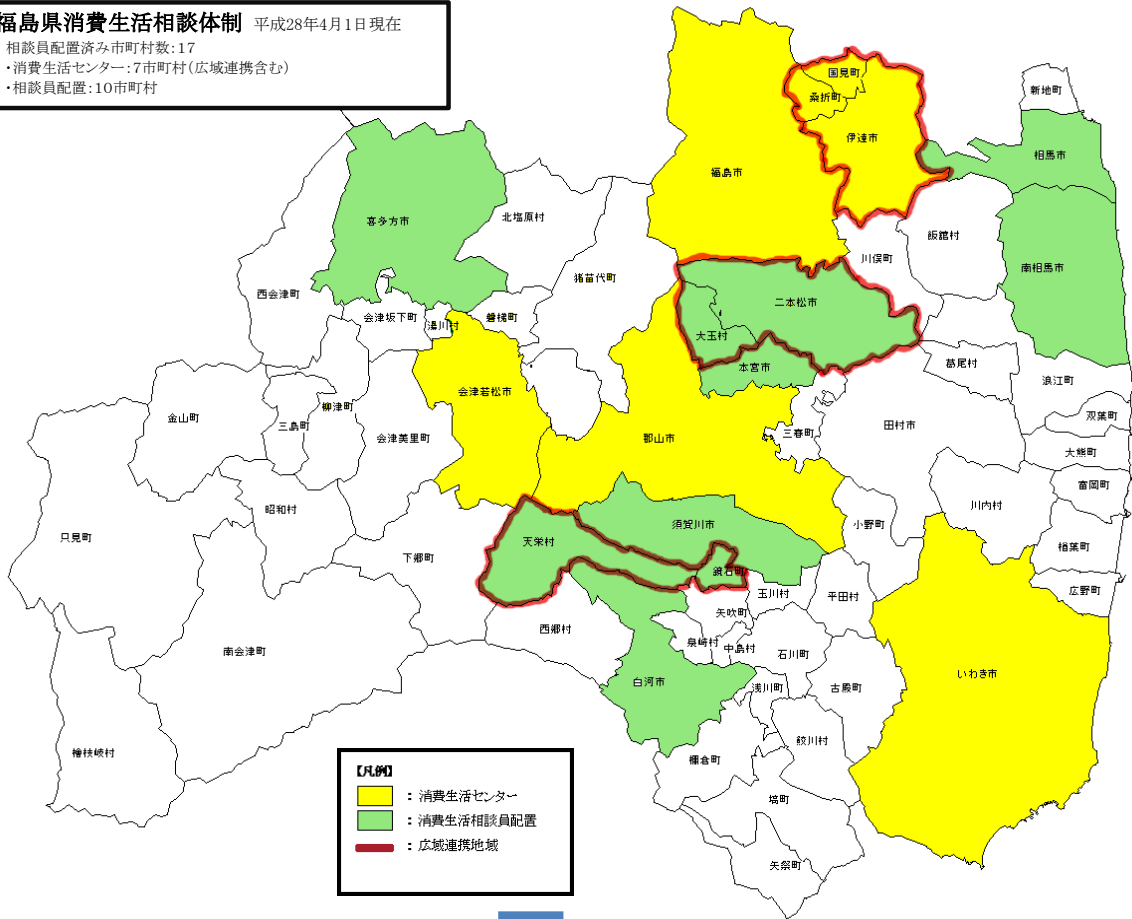 福島県消費生活相談体制 平成28年4月1日現在
相談員配置済み市町村数:17
・消費生活センター:7市町村(広域連携含む)
・相談員配置:10市町村
国見町
桑折町
新地町
伊達市
相馬市
福島市
喜多方市
北塩原村
飯舘村
川俣町
南相馬市
猪苗代町
西会津町
二本松市
会津坂下町
湯川村
磐梯町
大玉村
本宮市
葛尾村
浪江町
会津若松市
柳津町
金山町
三島町
会津美里町
郡山市
三春町
田村市
双葉町
大熊町
富岡町
川内村
昭和村
只見町
須賀川市
小野町
天栄村
楢葉町
下郷町
鏡石町
玉川村
平田村
広野町
矢吹町
西郷村
泉崎村
中島村
石川町
南会津町
白河市
浅川町
古殿町
いわき市
檜枝岐村
鮫川村
棚倉町
塙町
矢祭町
【凡例】
:消費生活センター
:消費生活相談員配置
:広域連携地域